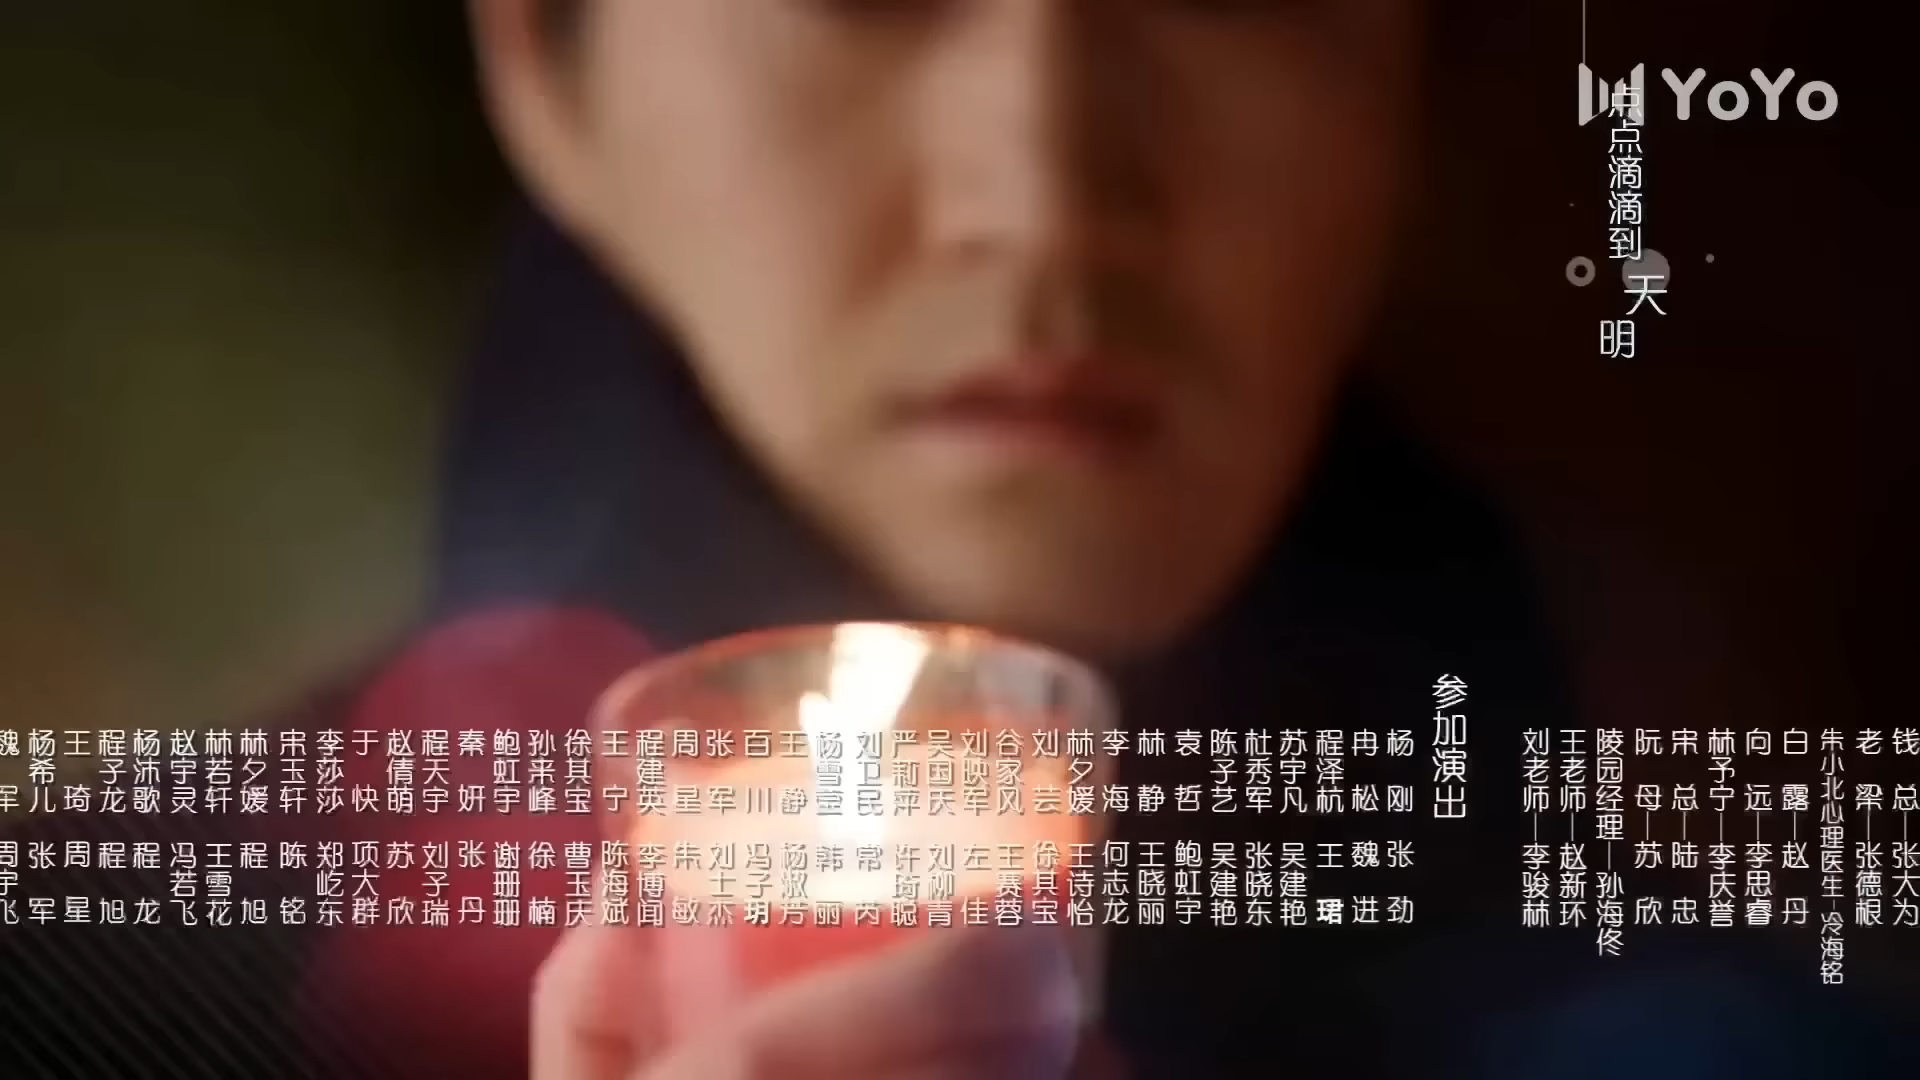 YoYo
点点滴滴到天明
钱总—张大为
老梁—张德根
朱小北心理医生—冷海铭
白露—赵丹
向远—李思睿
林予宁—李庆誉
宋总—陆忠
阮母—苏欣
陵园经理—孙海佟
王老师—赵新环
刘老师—李骏林
参加演出
杨刚 张劲
冉松 魏进
程泽杭 王珺
苏宇凡 吴建艳
杜秀军 张晓东
陈子艺 吴建艳
袁哲 鲍虹宇
林静 王晓丽
李海 何志龙
林夕媛 王诗怡
刘芸 徐其宝
谷家风 王赛蓉
刘映军 左佳
吴国庆 刘柳青
严莉萍 许琦聪
刘卫民 常芮
杨雪莹 韩丽
王静 杨淑芳
百川 冯子玥
张军 刘士杰
周星 朱敏
程建英 李博闻
王宁 陈海斌
徐其宝 曹玉庆
孙来峰 徐楠
鲍虹宇 谢珊珊
秦妍 张丹
程天宇 刘子瑞
赵倩萌 苏欣
于快 项大群
李莎莎 郑屹东
宋玉轩 陈铭
林夕媛 程旭
林若轩 王雪花
赵宇灵 冯若飞
杨沛歌 程龙
程子龙 程旭
王琦 周星
杨希儿 张军
魏军 周宇飞